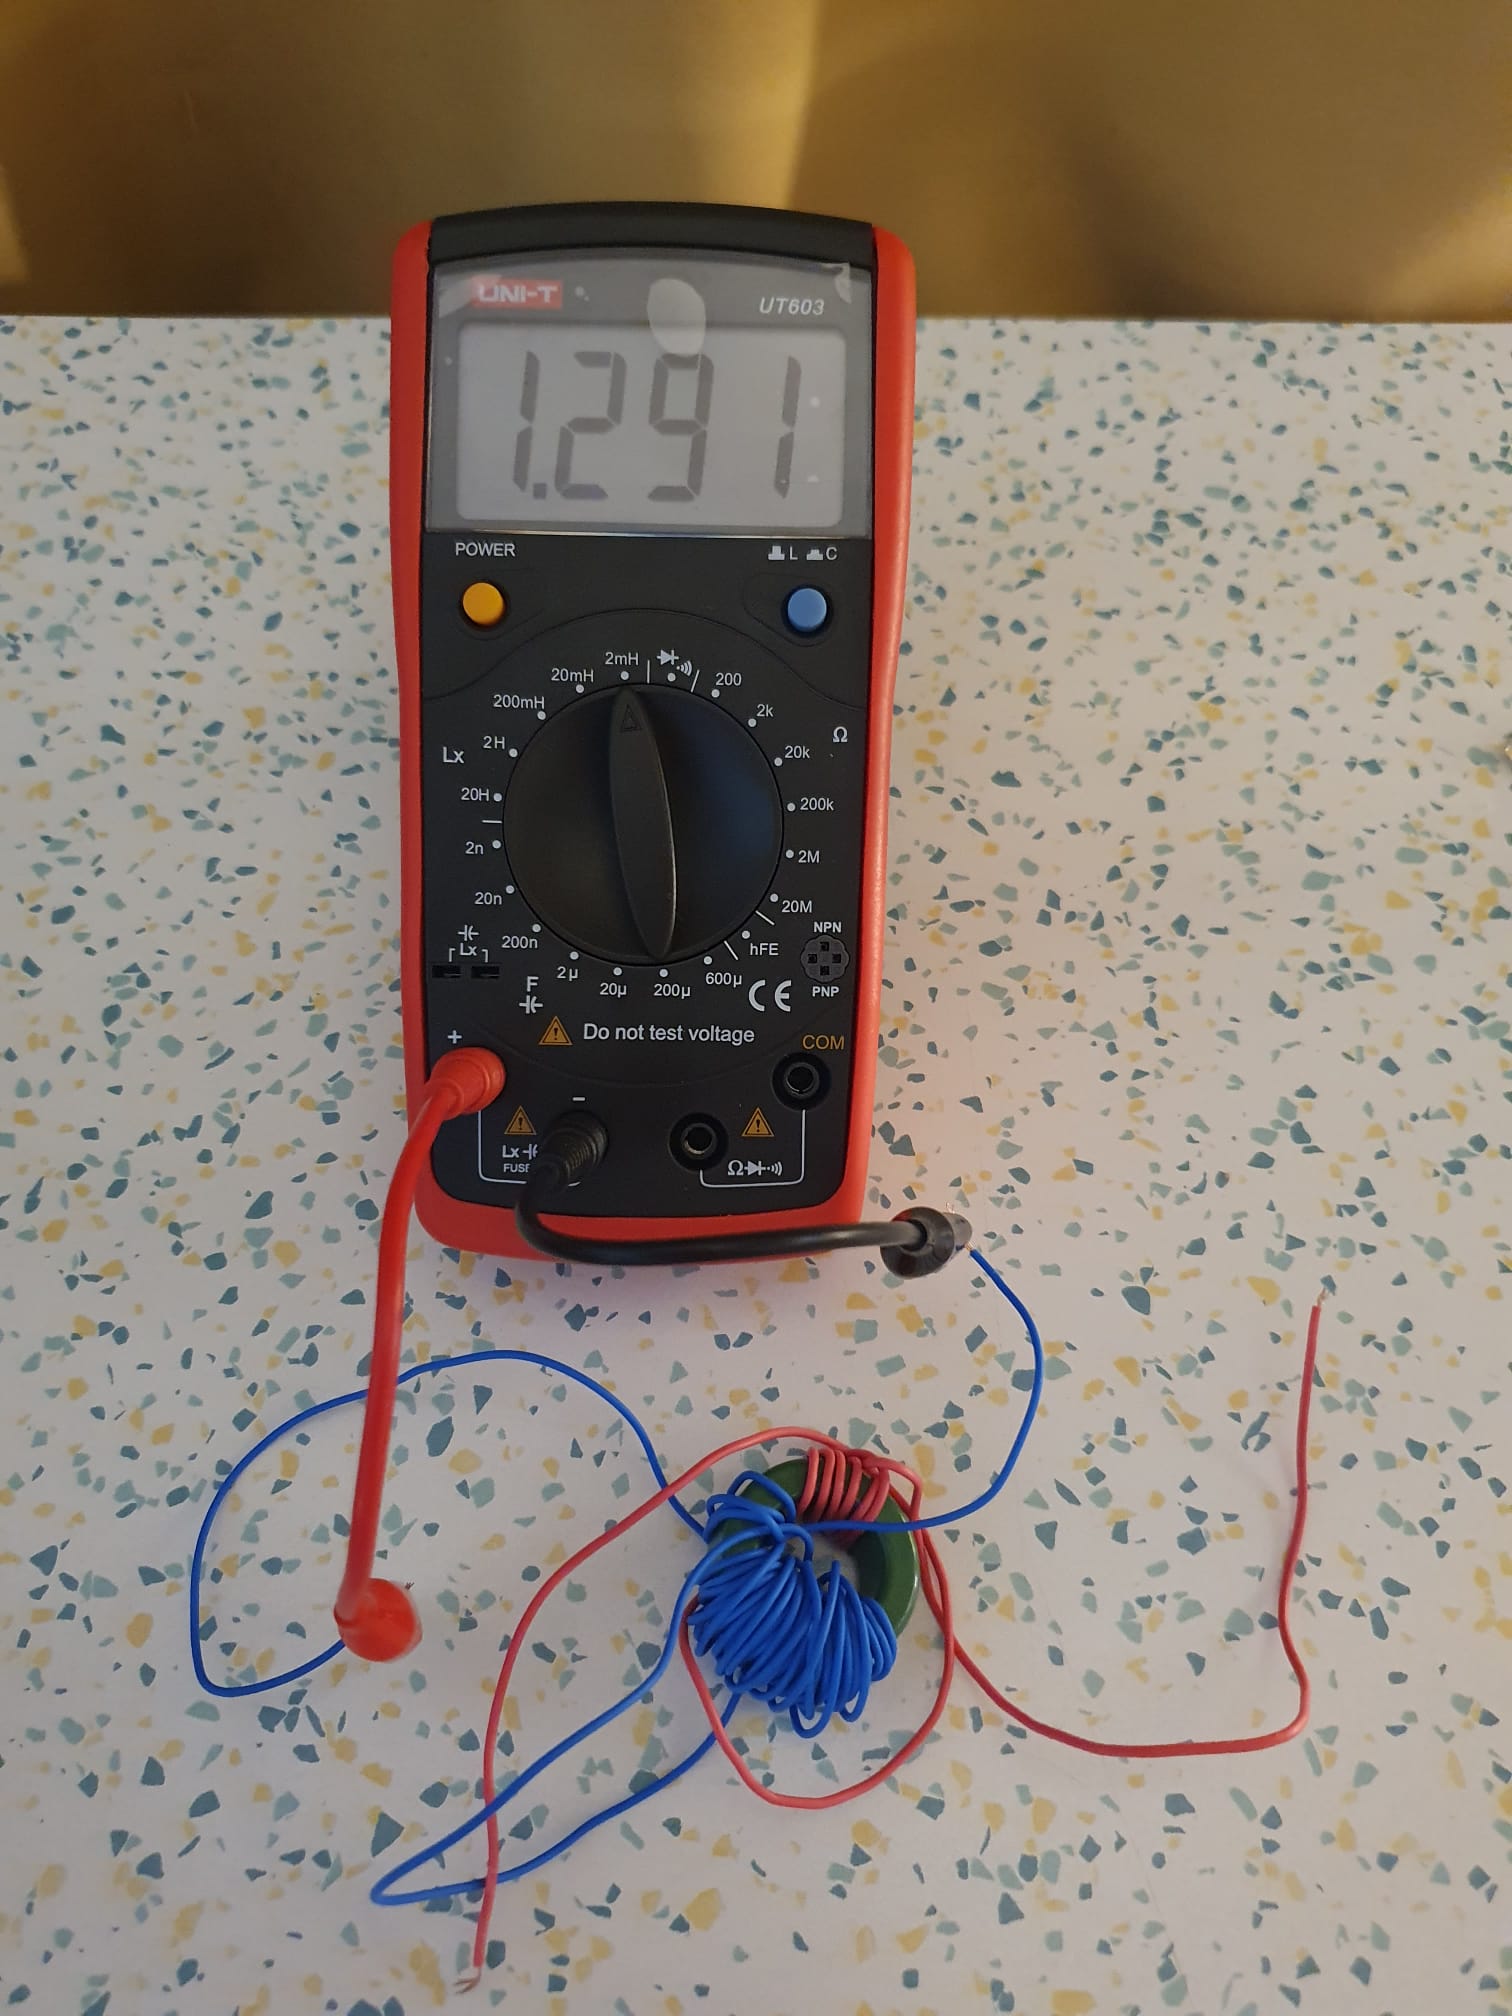 UNI-T
UT603
1.291
POWER
L C
2mH
20mH
200
200mH
2k
Ω
2H
20k
Lx
20H
200k
2n
2M
20n
20M
NPN
Lx
200n
hFE
2μ
600μ
F
20μ
200μ
CE
PNP
+
Do not test voltage
COM
−
Lx
FUSE
Ω